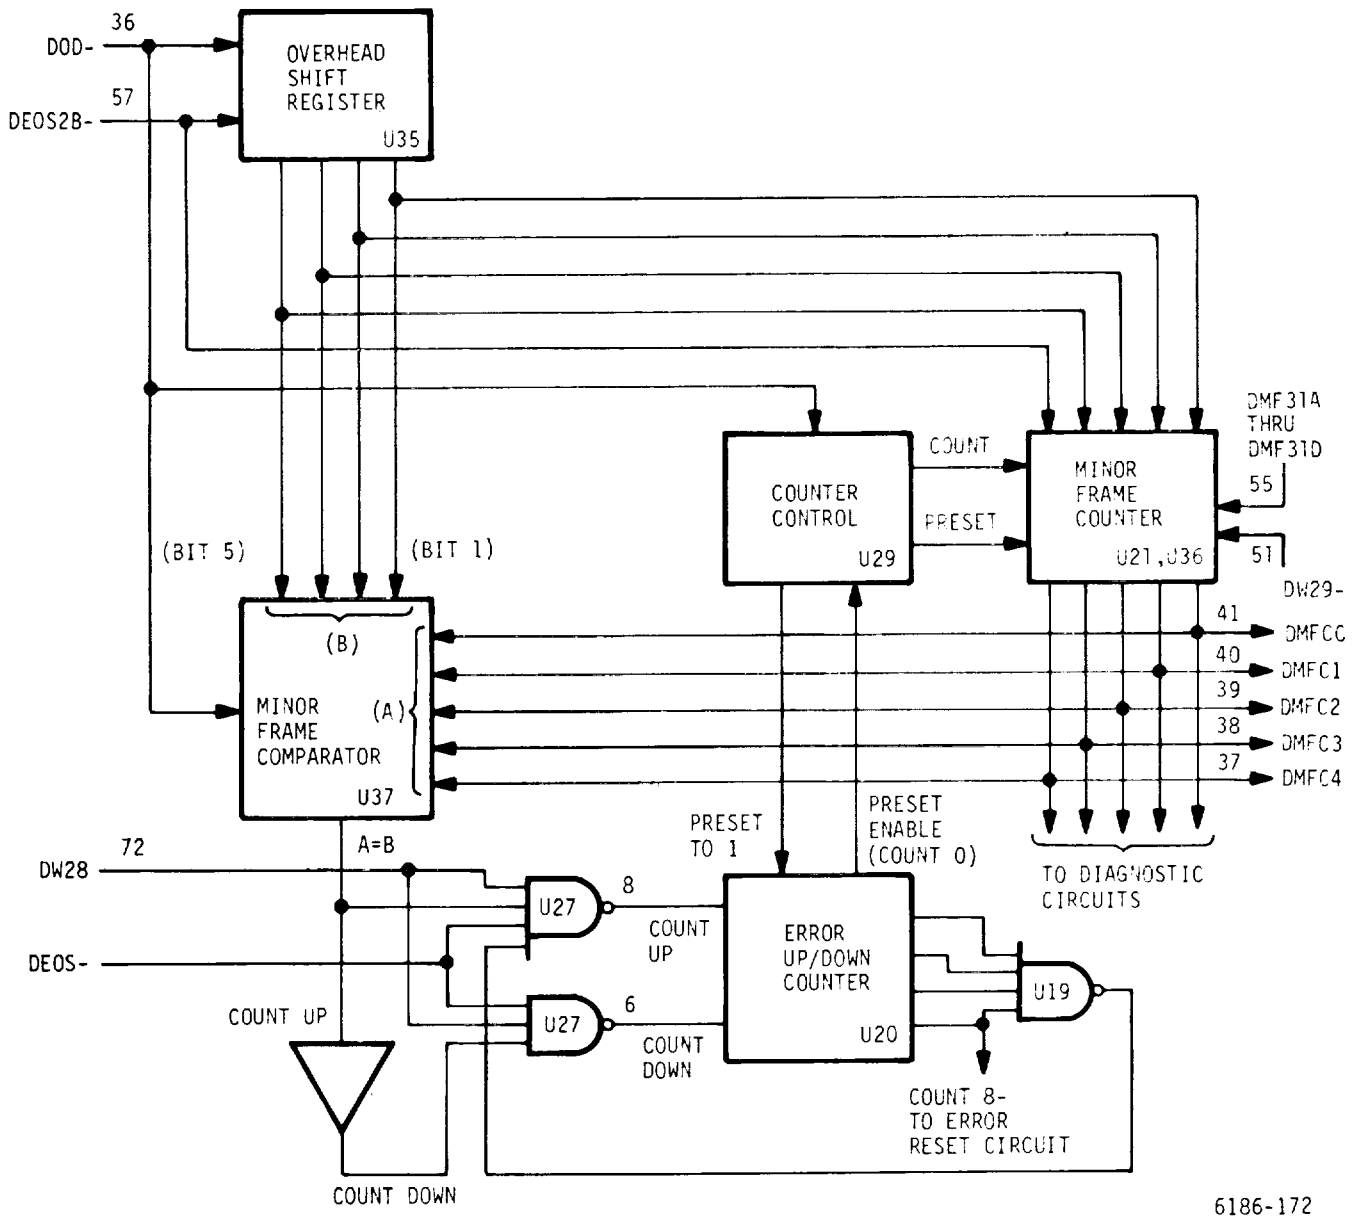 36
DOD-
57
DEOS2B-
OVERHEAD
SHIFT
REGISTER
U35
DMF31A
THRU
DMF31D
55
51
DW29-
COUNT
PRESET
COUNTER
CONTROL
U29
MINOR
FRAME
COUNTER
U21,U36
(BIT 5)
(BIT 1)
(B)
(A)
MINOR
FRAME
COMPARATOR
U37
41
DMFC0
40
DMFC1
39
DMFC2
38
DMFC3
37
DMFC4
TO DIAGNOSTIC
CIRCUITS
PRESET
TO 1
PRESET
ENABLE
(COUNT 0)
A=B
72
DW28
DEOS-
U27
8
COUNT
UP
U27
6
COUNT
DOWN
ERROR
UP/DOWN
COUNTER
U20
U19
COUNT 8-
TO ERROR
RESET CIRCUIT
COUNT UP
COUNT DOWN
6186-172